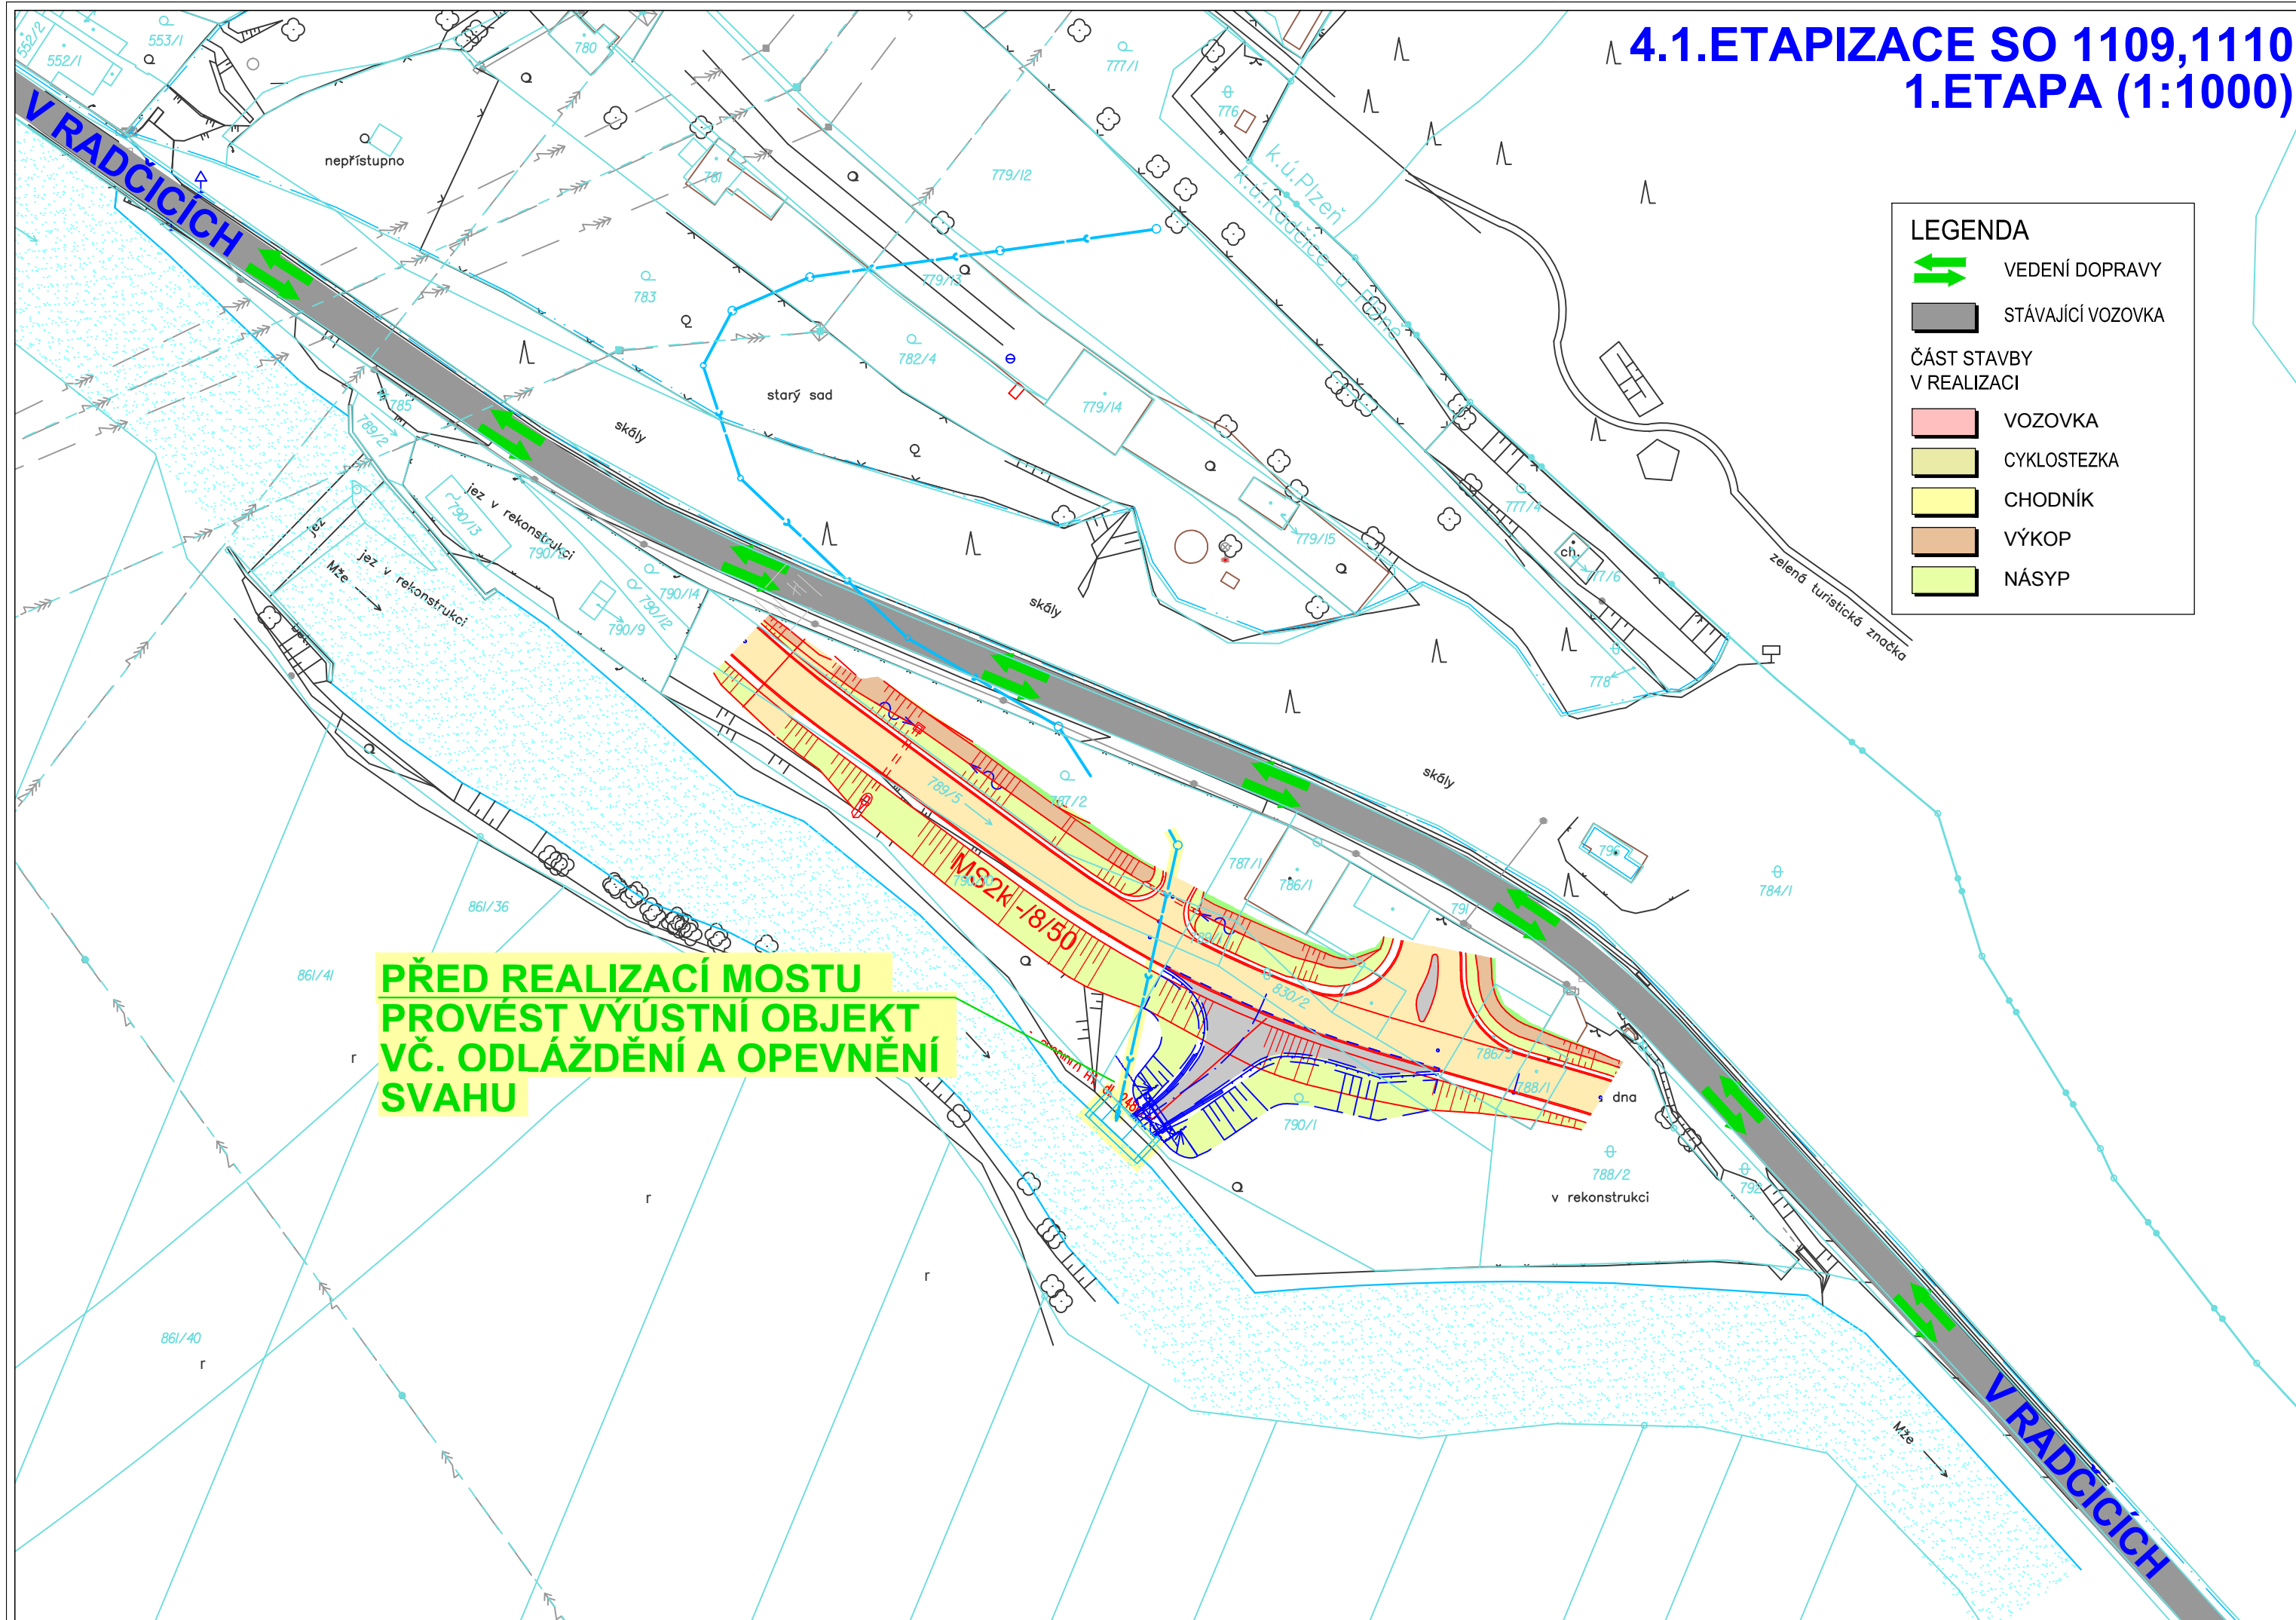 4.1.ETAPIZACE SO 1109,1110
1.ETAPA (1:1000)
LEGENDA
VEDENÍ DOPRAVY
STÁVAJÍCÍ VOZOVKA
ČÁST STAVBY
V REALIZACI
VOZOVKA
CYKLOSTEZKA
CHODNÍK
VÝKOP
NÁSYP
V RADČICÍCH
552/2
553/1
552/1
780
nepřístupno
781
777/1
776
k.ú.Plzeň
779/12
783
779/13
782/4
starý sad
skály
779/14
785
789/2
790/13
jez v rekonstrukci
jez
jez v rekonstrukci
Mže
790/14
790/12
790/9
779/15
777/4
ch.
777/6
778
zelená turistická značka
skály
skály
787/2
789/5
MS2k -/8/50
787/1
786/1
791
784/1
830/2
788/1
dna
790/1
788/2
v rekonstrukci
792
861/36
861/41
861/40
r
r
r
r
PŘED REALIZACÍ MOSTU
PROVÉST VÝÚSTNÍ OBJEKT
VČ. ODLÁŽDĚNÍ A OPEVNĚNÍ
SVAHU
Mže
V RADČICÍCH